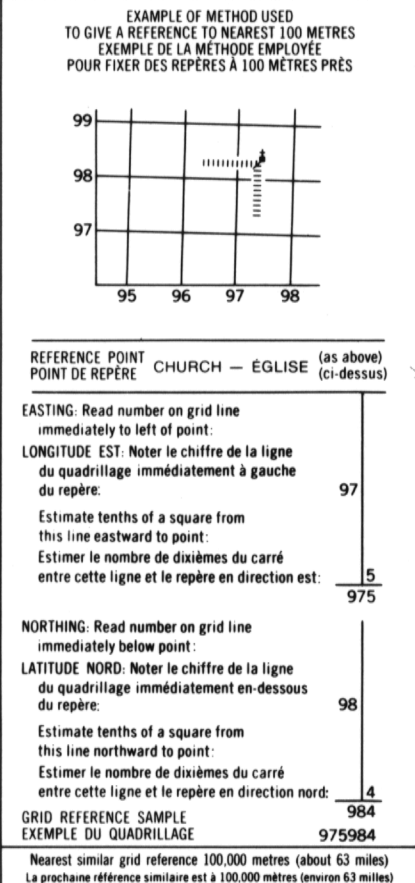 EXAMPLE OF METHOD USED
TO GIVE A REFERENCE TO NEAREST 100 METRES
EXEMPLE DE LA MÉTHODE EMPLOYÉE
POUR FIXER DES REPÈRES À 100 MÈTRES PRÈS
99
98
97
95 96 97 98
REFERENCE POINT
POINT DE REPÈRE
CHURCH — ÉGLISE
(as above)
(ci-dessus)
EASTING: Read number on grid line
immediately to left of point:
LONGITUDE EST: Noter le chiffre de la ligne
du quadrillage immédiatement à gauche
du repère: 97
Estimate tenths of a square from
this line eastward to point:
Estimer le nombre de dixièmes du carré
entre cette ligne et le repère en direction est: 5
975
NORTHING: Read number on grid line
immediately below point:
LATITUDE NORD: Noter le chiffre de la ligne
du quadrillage immédiatement en-dessous
du repère: 98
Estimate tenths of a square from
this line northward to point:
Estimer le nombre de dixièmes du carré
entre cette ligne et le repère en direction nord: 4
984
GRID REFERENCE SAMPLE
EXEMPLE DU QUADRILLAGE 975984
Nearest similar grid reference 100,000 metres (about 63 miles)
La prochaine référence similaire est à 100,000 mètres (environ 63 milles)